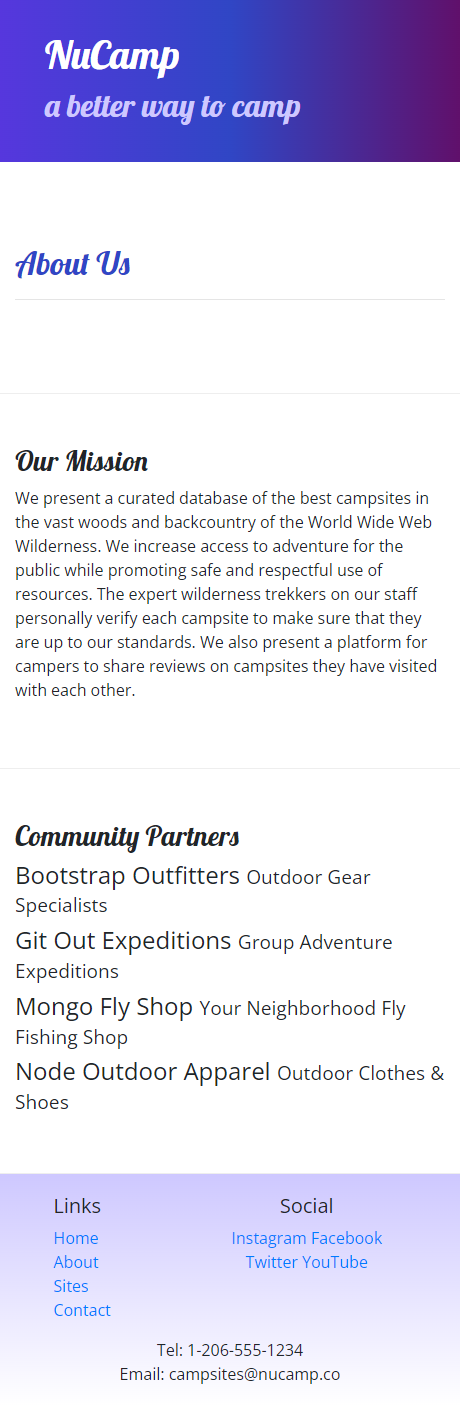 NuCamp
a better way to camp
About Us
Our Mission
We present a curated database of the best campsites in
the vast woods and backcountry of the World Wide Web
Wilderness. We increase access to adventure for the
public while promoting safe and respectful use of
resources. The expert wilderness trekkers on our staff
personally verify each campsite to make sure that they
are up to our standards. We also present a platform for
campers to share reviews on campsites they have visited
with each other.
Community Partners
Bootstrap Outfitters Outdoor Gear
Specialists
Git Out Expeditions Group Adventure
Expeditions
Mongo Fly Shop Your Neighborhood Fly
Fishing Shop
Node Outdoor Apparel Outdoor Clothes &
Shoes
Links
Home
About
Sites
Contact
Social
Instagram Facebook
Twitter YouTube
Tel: 1-206-555-1234
Email: campsites@nucamp.co